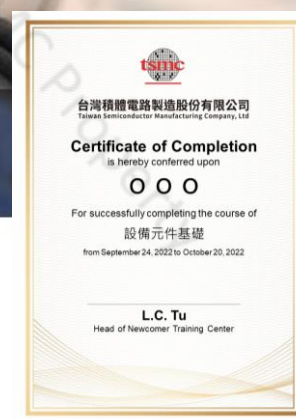 tsmc
台灣積體電路製造股份有限公司
Taiwan Semiconductor Manufacturing Company, Ltd
Certificate of Completion
is hereby conferred upon
O O O
For successfully completing the course of
設備元件基礎
from September 24, 2022 to October 20, 2022
L.C. Tu
Head of Newcomer Training Center
C Property